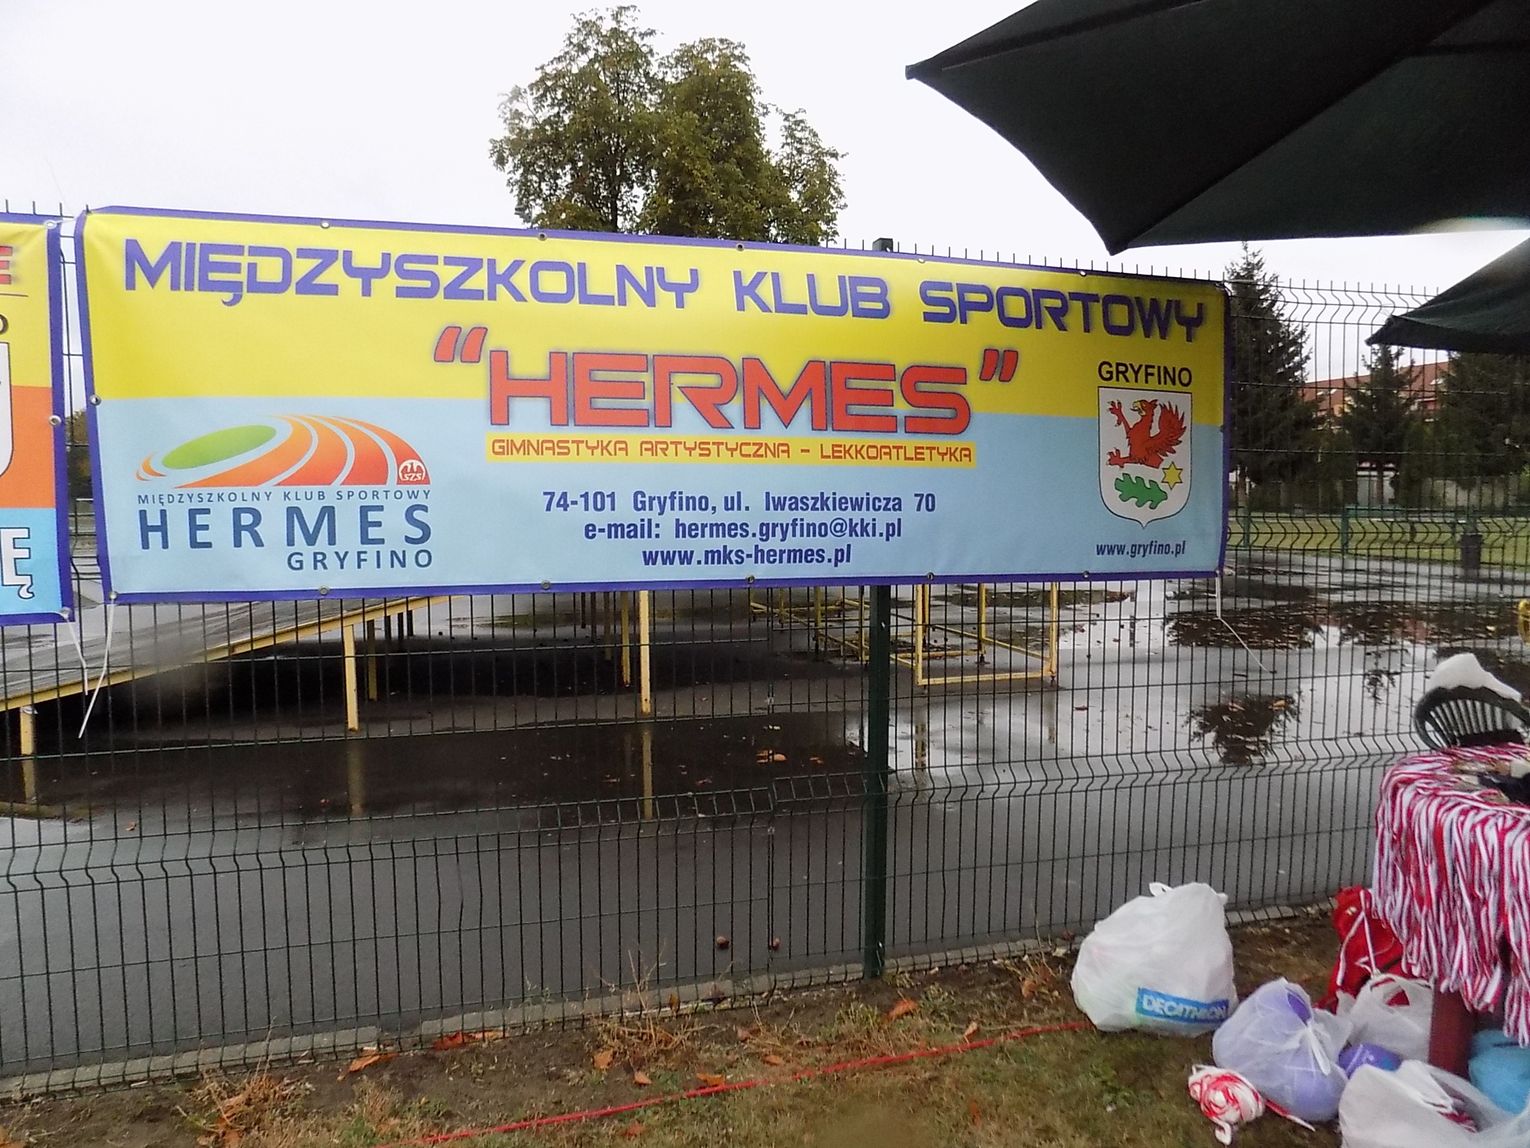 MIĘDZYSZKOLNY KLUB SPORTOWY
"HERMES"
GIMNASTYKA ARTYSTYCZNA - LEKKOATLETYKA
74-101 Gryfino, ul. Iwaszkiewicza 70
e-mail: hermes.gryfino@kki.pl
www.mks-hermes.pl
SZS
MIĘDZYSZKOLNY KLUB SPORTOWY
HERMES
GRYFINO
GRYFINO
www.gryfino.pl
DECATHLON